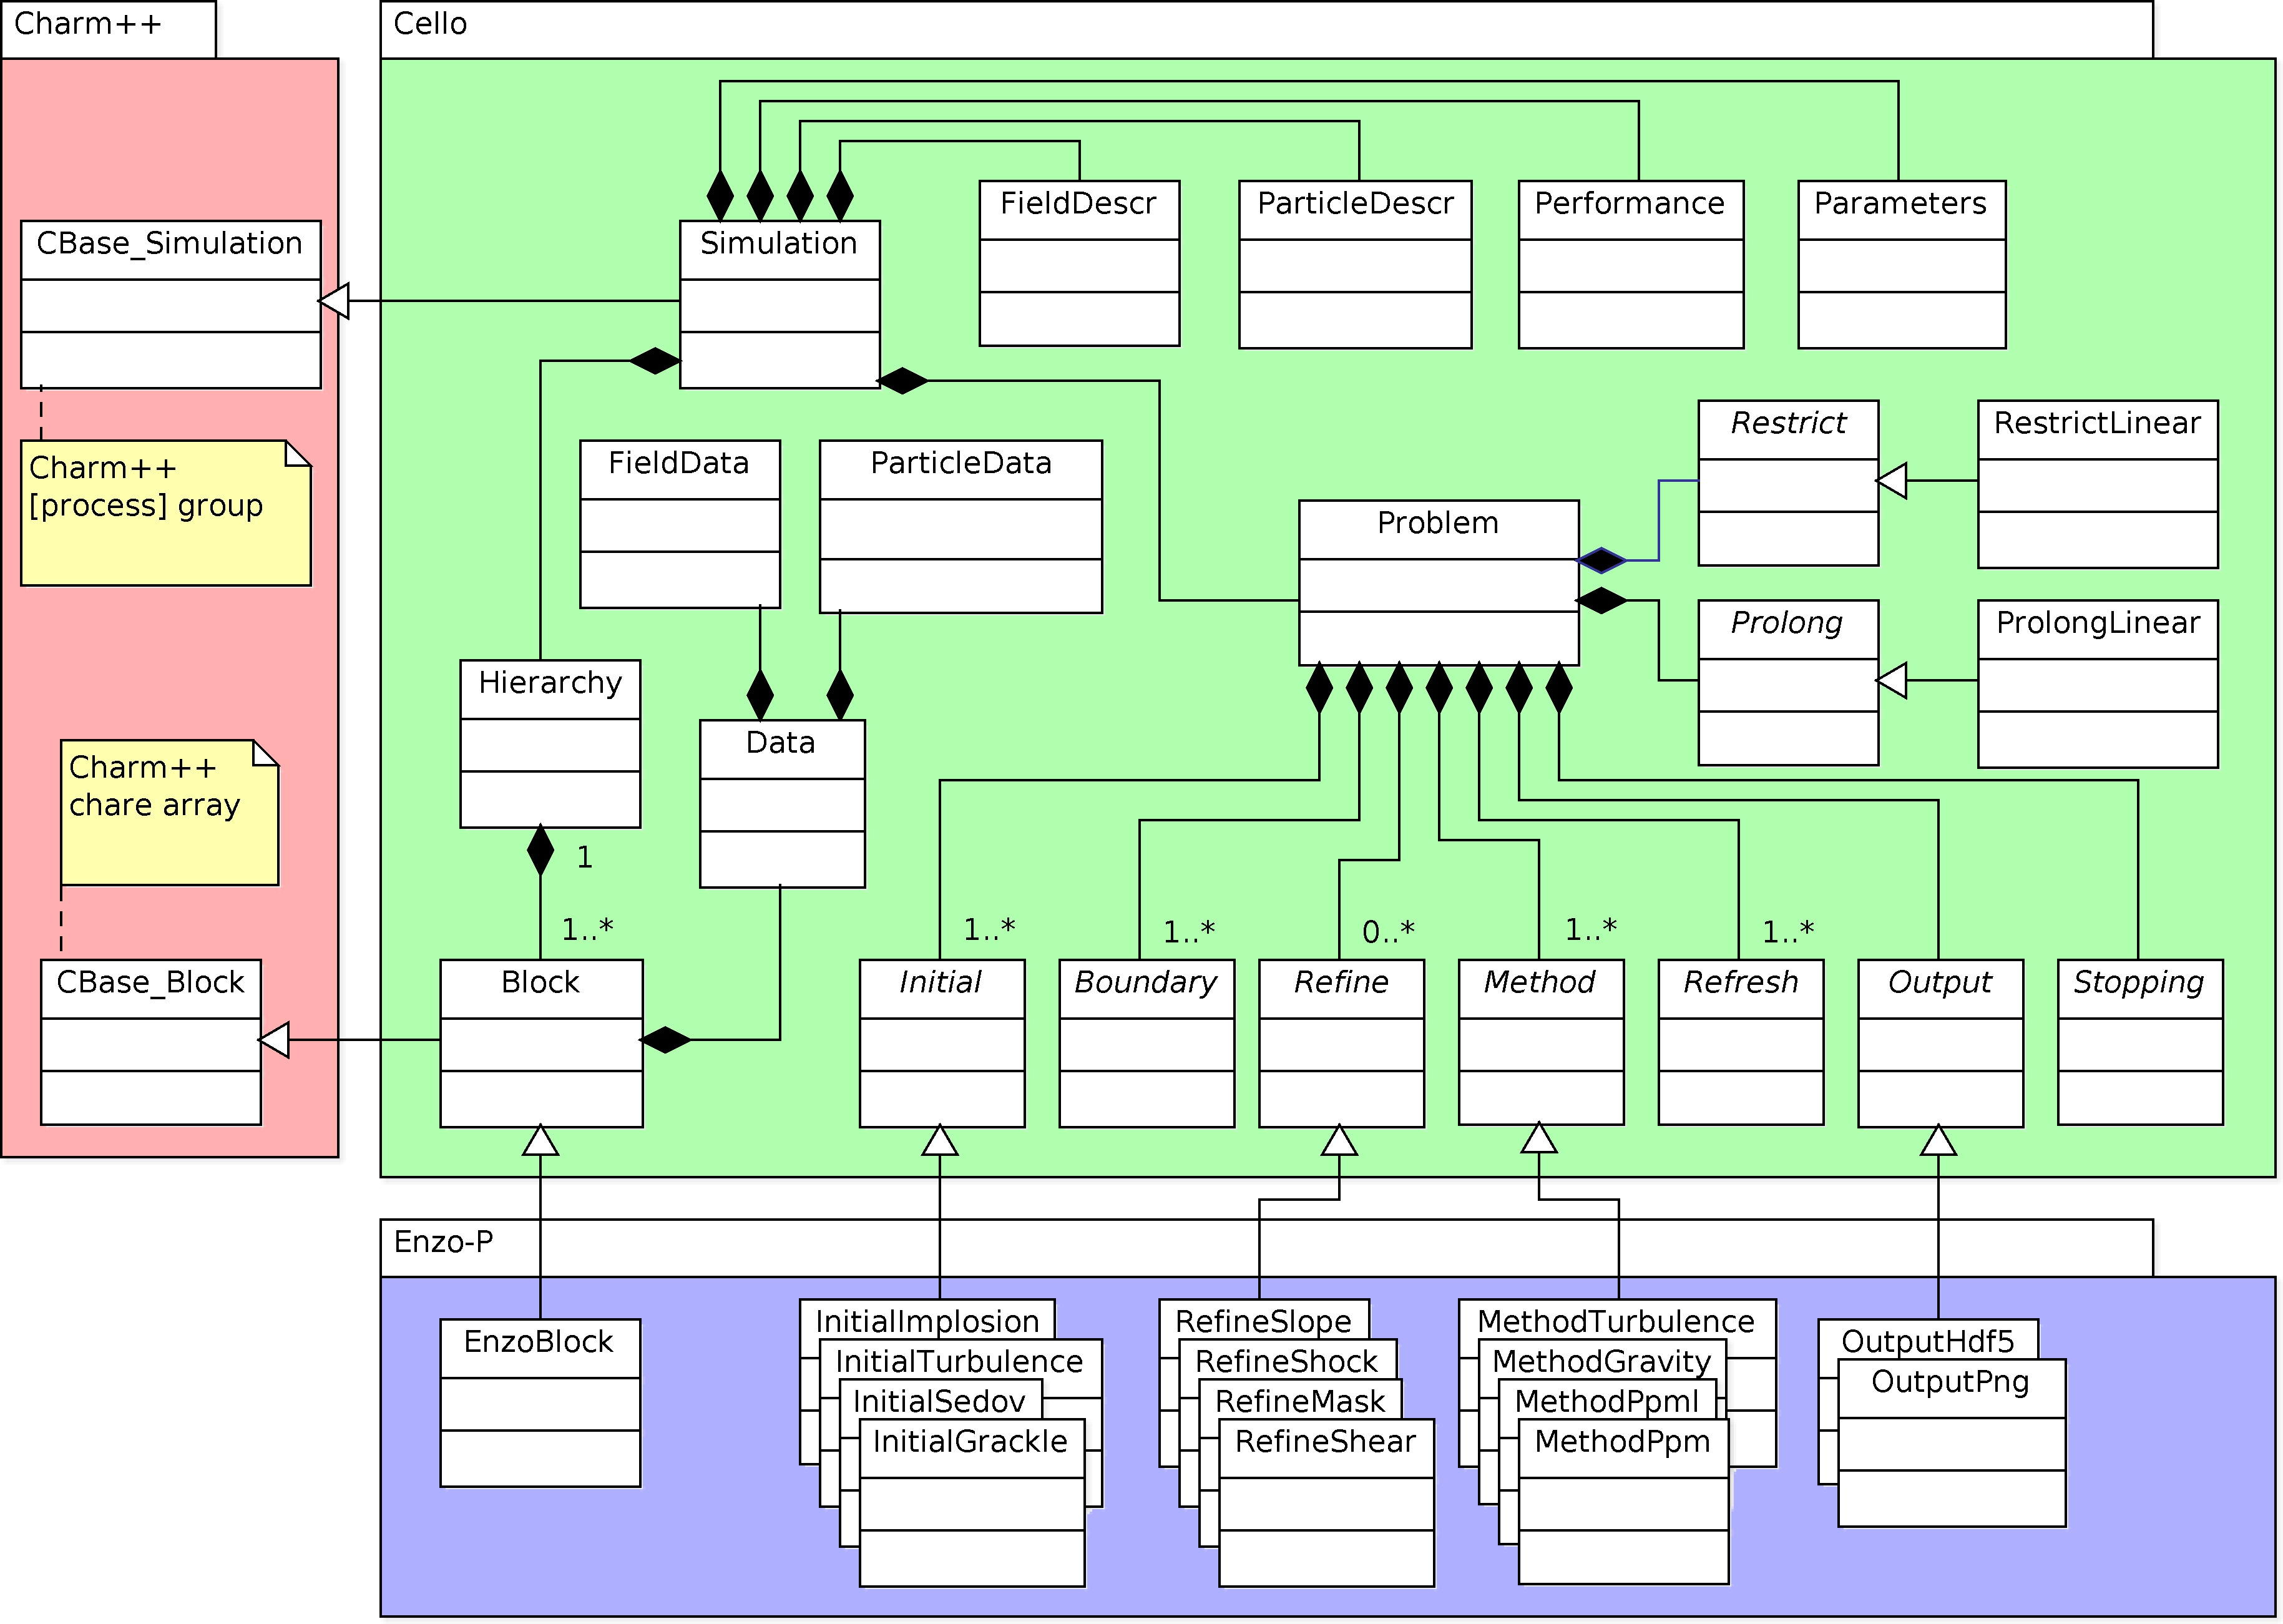 Charm++
Cello
FieldDescr
ParticleDescr
Performance
Parameters
CBase_Simulation
Simulation
Restrict
RestrictLinear
Charm++
[process] group
FieldData
ParticleData
Problem
Prolong
ProlongLinear
Hierarchy
Data
Charm++
chare array
1
1..*
1..*
1..*
0..*
1..*
1..*
CBase_Block
Block
Initial
Boundary
Refine
Method
Refresh
Output
Stopping
Enzo-P
EnzoBlock
InitialImplosion
InitialTurbulence
InitialSedov
InitialGrackle
RefineSlope
RefineShock
RefineMask
RefineShear
MethodTurbulence
MethodGravity
MethodPpml
MethodPpm
OutputHdf5
OutputPng